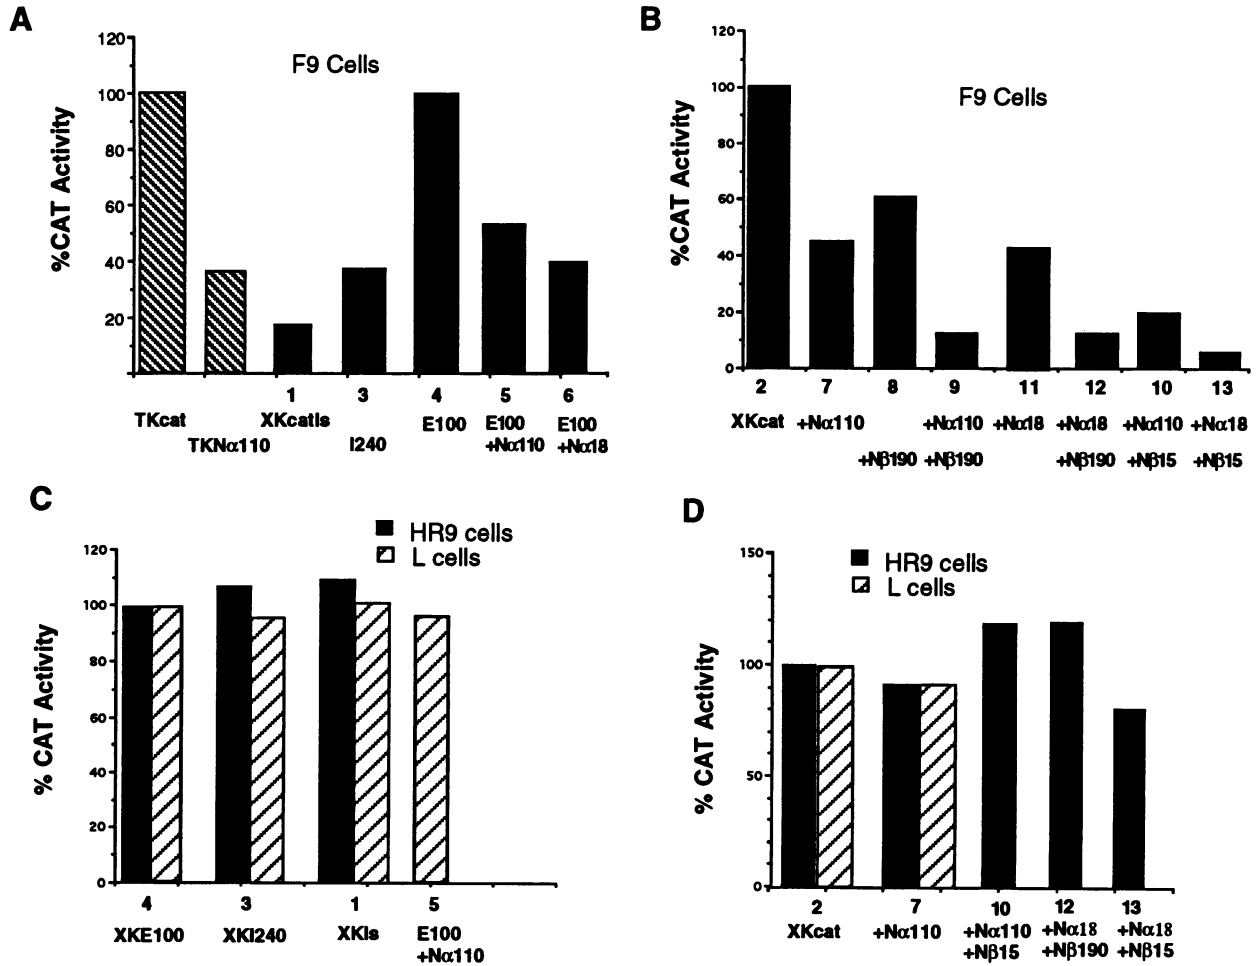 A
F9 Cells
%CAT Activity
120
100
80
60
40
20
1 3 4 5 6
TKcat XKcatIs E100 E100 E100
TKNα110 I240 +Nα110 +Nα18
B
F9 Cells
%CAT Activity
120
100
80
60
40
20
0
2 7 8 9 11 12 10 13
XKcat +Nα110 +Nα110 +Nα18 +Nα18 +Nα110 +Nα18
+Nβ190 +Nβ190 +Nβ190 +Nβ15 +Nβ15
C
HR9 cells
L cells
% CAT Activity
120
100
80
60
40
20
0
4 3 1 5
XKE100 XKI240 XKIs E100
+Nα110
D
HR9 cells
L cells
% CAT Activity
150
100
50
0
2 7 10 12 13
XKcat +Nα110 +Nα110 +Nα18 +Nα18
+Nβ15 +Nβ190 +Nβ15